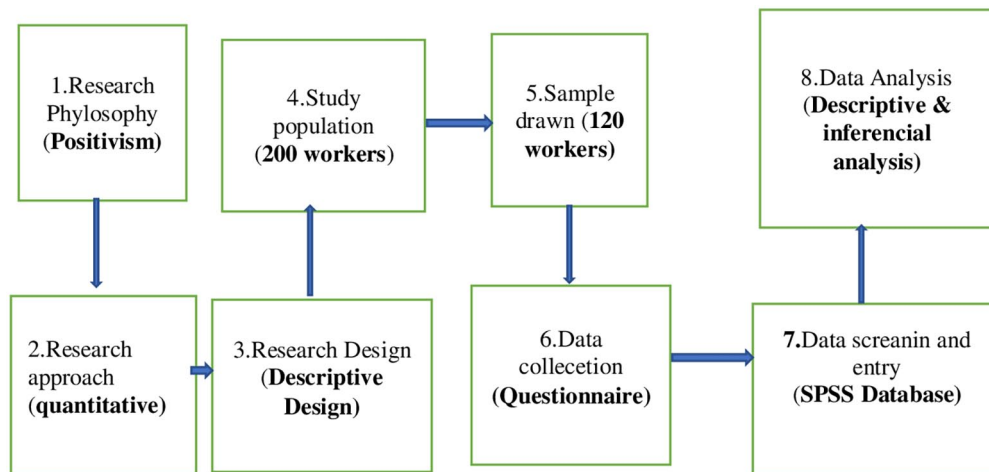 1.Research
Phylosophy
(Positivism)
2.Research
approach
(quantitative)
3.Research Design
(Descriptive
Design)
4.Study
population
(200 workers)
5.Sample
drawn (120
workers)
6.Data
collecetion
(Questionnaire)
7.Data screanin and
entry
(SPSS Database)
8.Data Analysis
(Descriptive &
inferencial
analysis)